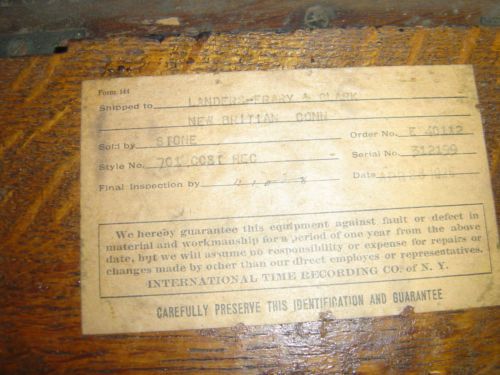 Form 144
Shipped to LANDERS-FRARY & CLARK
NEW BRITIAN CONN
Sold by STONE Order No. E 40112
Style No. 701 COST REC Serial No. 312199
Final Inspection by Date
We hereby guarantee this equipment against fault or defect in
material and workmanship for a period of one year from the above
date, but we will assume no responsibility or expense for repairs or
changes made by other than our direct employes or representatives.
INTERNATIONAL TIME RECORDING CO. of N. Y.
CAREFULLY PRESERVE THIS IDENTIFICATION AND GUARANTEE